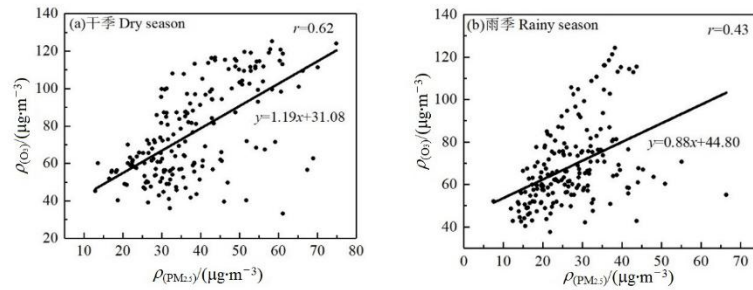 (a)干季 Dry season
r=0.62
y=1.19x+31.08
140
120
100
80
60
40
20
10 20 30 40 50 60 70 80
ρ(O₃)/(μg·m⁻³)
ρ(PM₂.₅)/(μg·m⁻³)
(b)雨季 Rainy season
r=0.43
y=0.88x+44.80
140
120
100
80
60
40
0 10 20 30 40 50 60 70
ρ(O₃)/(μg·m⁻³)
ρ(PM₂.₅)/(μg·m⁻³)